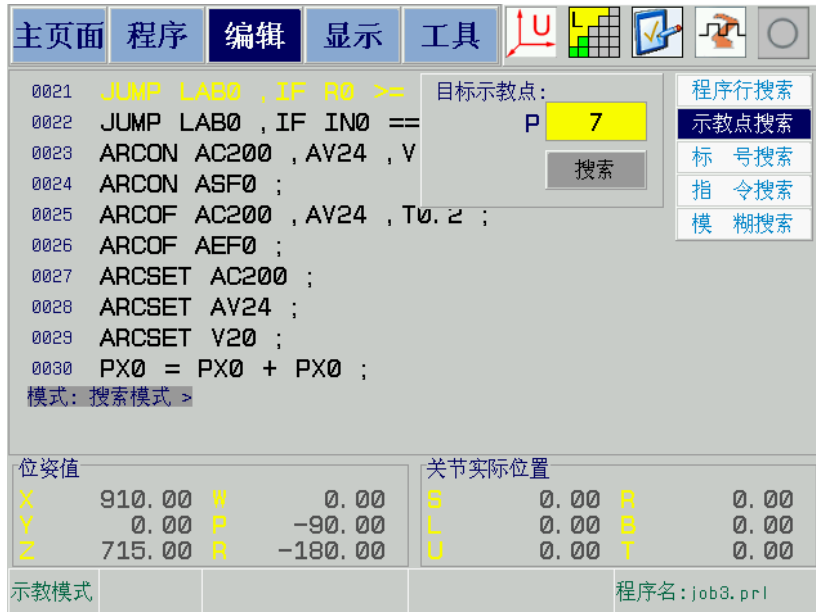 主页面 程序 编辑 显示 工具 U L
0021 JUMP LAB0 ,IF R0 >=
0022 JUMP LAB0 ,IF IN0 ==
0023 ARCON AC200 ,AV24 ,V
0024 ARCON ASF0 ;
0025 ARCOF AC200 ,AV24 ,T0.2 ;
0026 ARCOF AEF0 ;
0027 ARCSET AC200 ;
0028 ARCSET AV24 ;
0029 ARCSET V20 ;
0030 PX0 = PX0 + PX0 ;
模式: 搜索模式 >
目标示教点:
P 7
搜索
程序行搜索
示教点搜索
标 号搜索
指 令搜索
模 糊搜索
位姿值
X 910.00 W 0.00
Y 0.00 P -90.00
Z 715.00 R -180.00
关节实际位置
S 0.00 R 0.00
L 0.00 B 0.00
U 0.00 T 0.00
示教模式
程序名:job3.prl